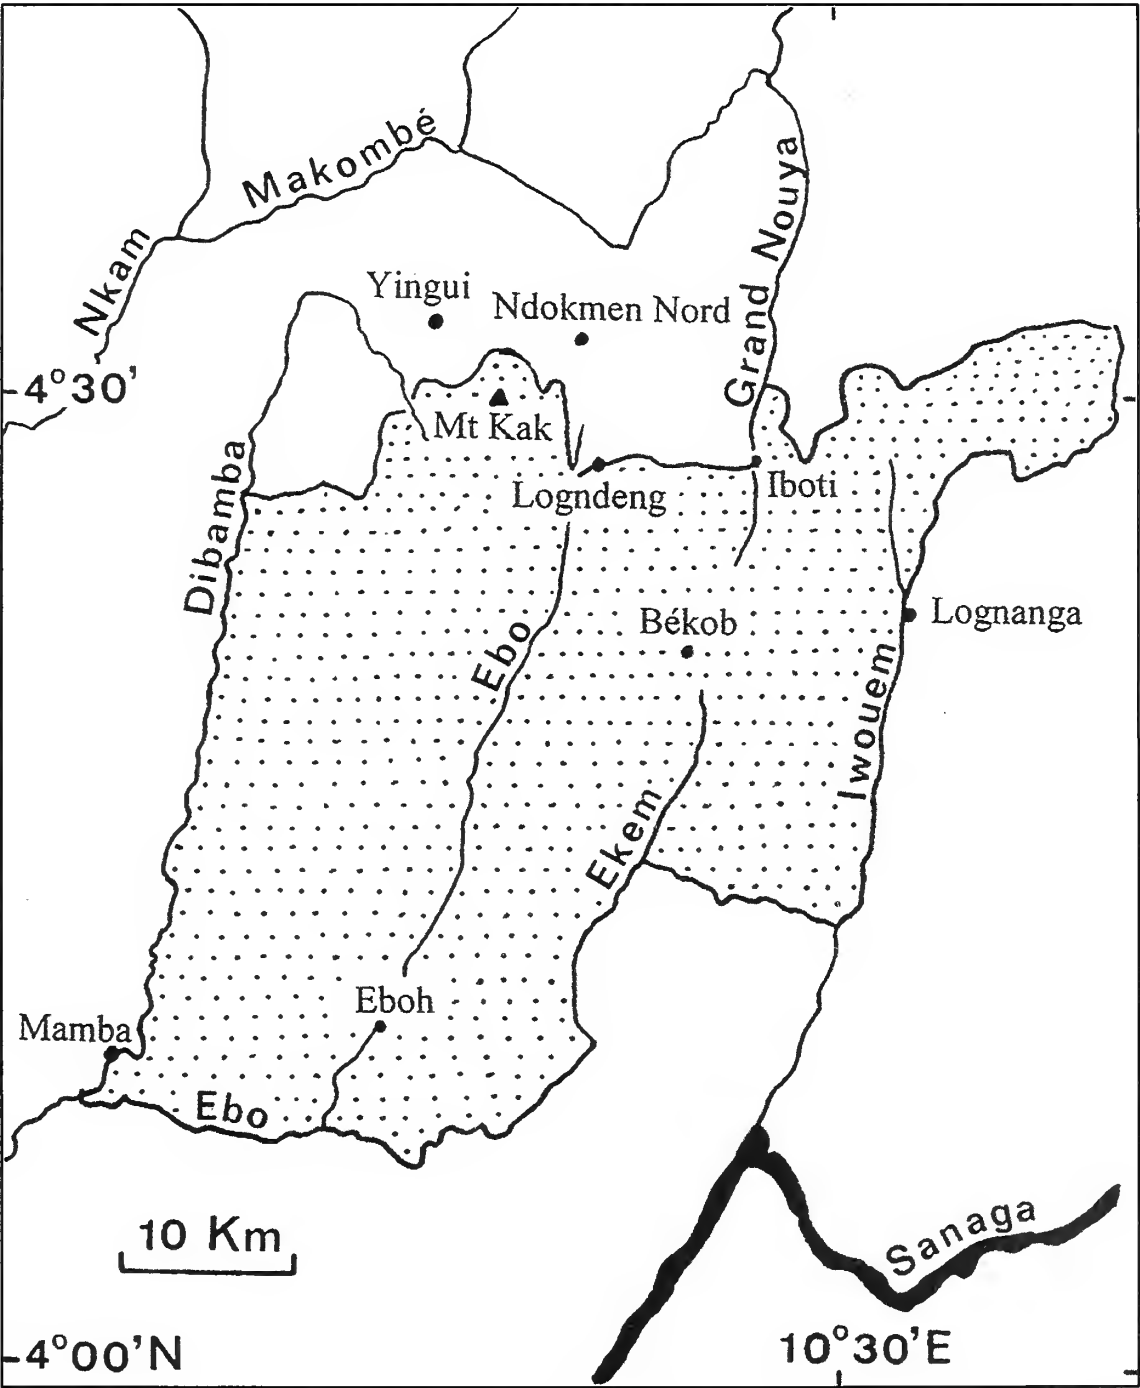 Makombé
Nkam
Grand Nouya
Yingui
Ndokmen Nord
4°30'
Mt Kak
Dibamba
Logndeng
Iboti
Békob
Lognanga
Ebo
Iwouem
Ekem
Eboh
Mamba
Ebo
10 Km
Sanaga
4°00'N
10°30'E